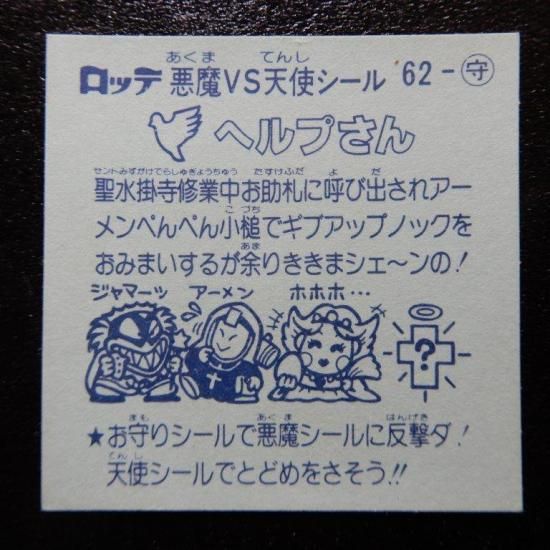 ロッテ 悪魔VS天使シール '62-守
あくま てんし
ヘルプさん
セントみずがけでらしゅぎょうちゅう たすけふだ よ だ
聖水掛寺修業中お助札に呼び出されアー
メンぺんぺん小槌でギブアップノックを
こづち
おみまいするが余りききまシェ〜ンの!
あま
ジャマーッ アーメン ホホホ…
?
まも あくま はんげき
★お守りシールで悪魔シールに反撃ダ!
てんし
天使シールでとどめをさそう!!